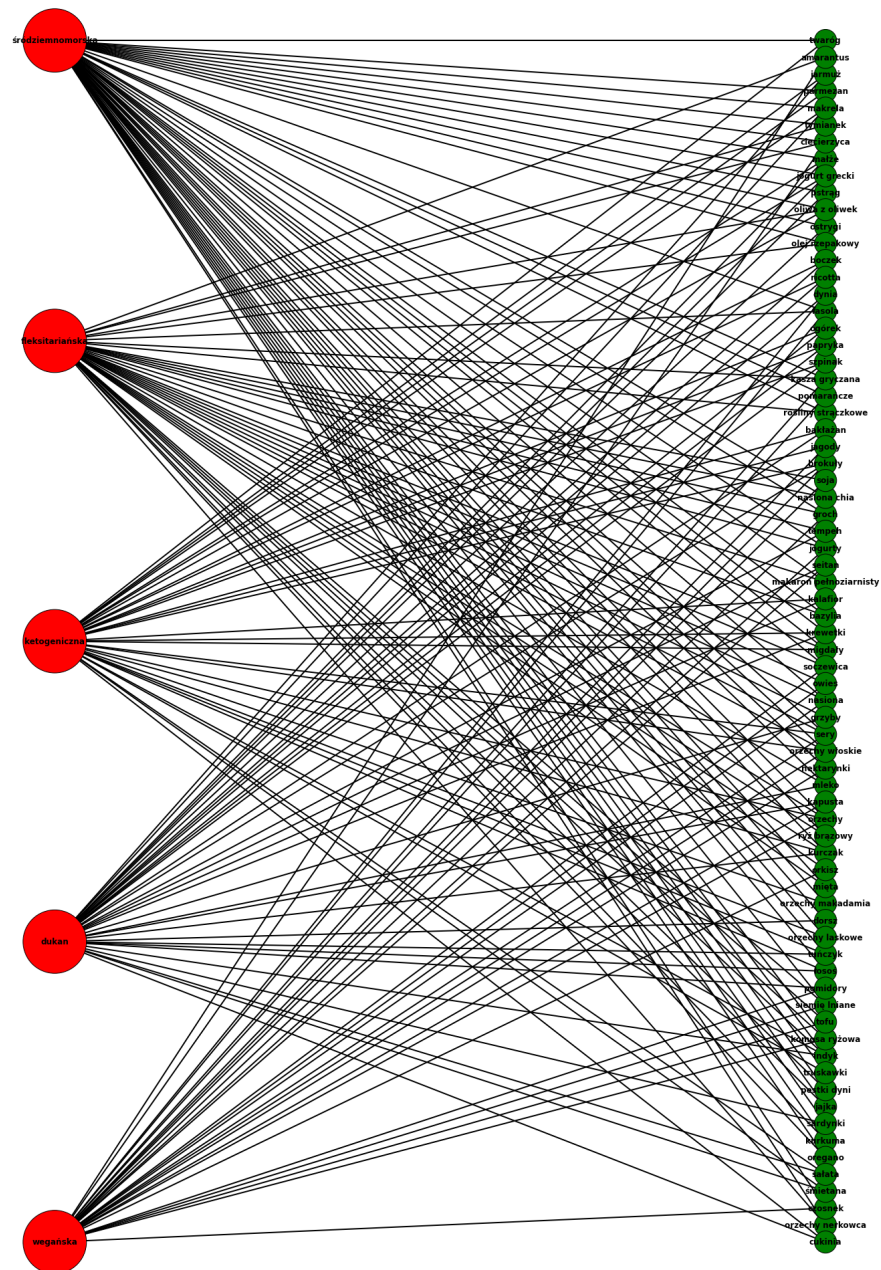 śródziemnomorska
fleksitariańska
ketogeniczna
dukan
wegańska
twaróg
amarantus
jarmuż
parmezan
makrela
tymianek
ciecierzyca
małże
jogurt grecki
pstrąg
oliwa z oliwek
ostrygi
olej rzepakowy
boczek
ricotta
dynia
fasola
ogórek
papryka
szpinak
kasza gryczana
pomarańcze
rośliny strączkowe
bakłażan
jagody
brokuły
soja
nasiona chia
groch
tempeh
jogurty
seitan
makaron pełnoziarnisty
kalafior
bazylia
krewetki
migdały
soczewica
owies
nasiona
grzyby
sery
orzechy włoskie
nektarynki
mleko
kapusta
orzechy
ryż brązowy
kurczak
orkisz
mięta
orzechy makadamia
dorsz
orzechy laskowe
tuńczyk
łosoś
pomidory
siemię lniane
tofu
komosa ryżowa
indyk
truskawki
pestki dyni
jajka
sardynki
kurkuma
oregano
sałata
śmietana
czosnek
orzechy nerkowca
cukinia